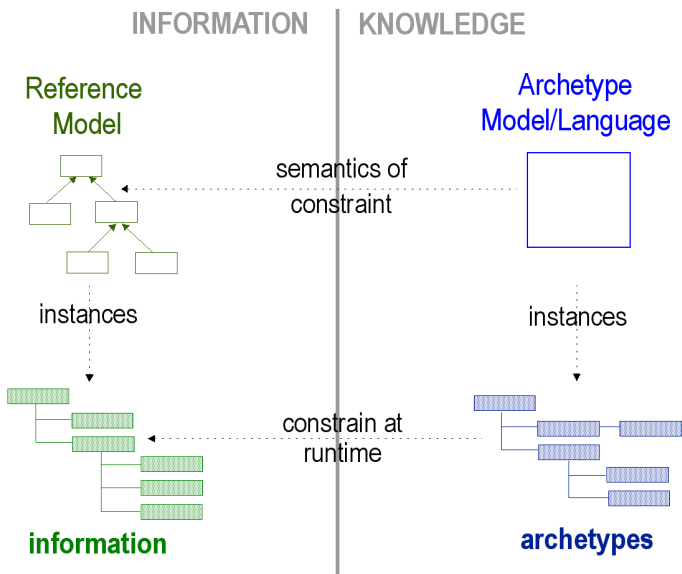 INFORMATION
KNOWLEDGE
Reference
Model
Archetype
Model/Language
semantics of
constraint
instances
instances
constrain at
runtime
information
archetypes